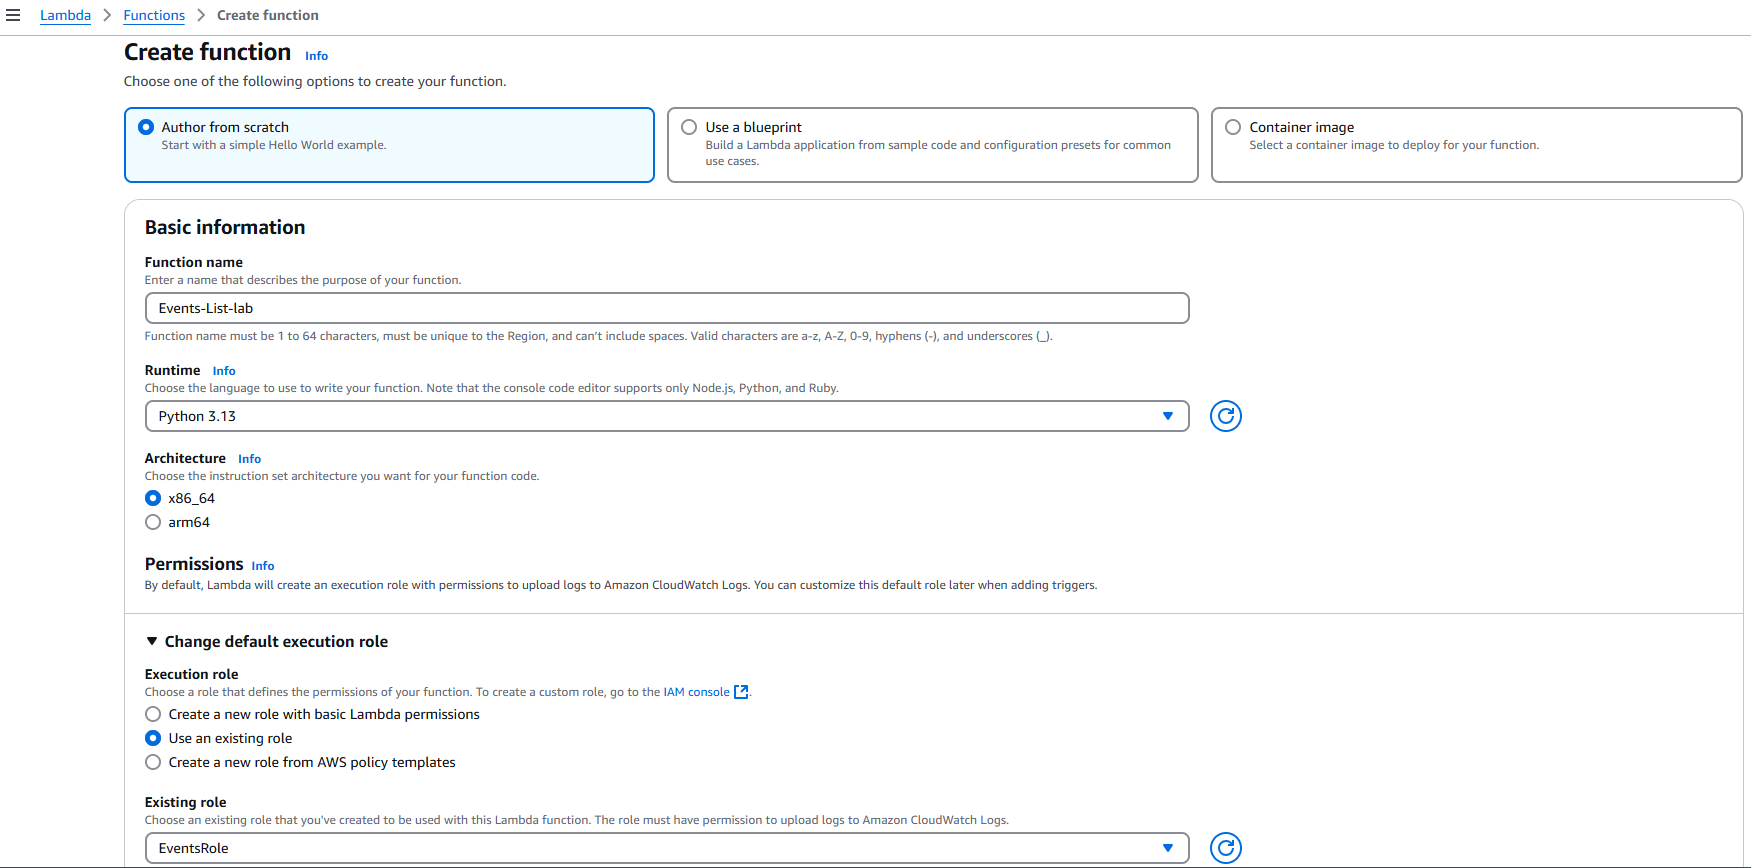 Lambda > Functions > Create function
Create function Info
Choose one of the following options to create your function.
Author from scratch
Start with a simple Hello World example.
Use a blueprint
Build a Lambda application from sample code and configuration presets for common
use cases.
Container image
Select a container image to deploy for your function.
Basic information
Function name
Enter a name that describes the purpose of your function.
Events-List-lab
Function name must be 1 to 64 characters, must be unique to the Region, and can't include spaces. Valid characters are a-z, A-Z, 0-9, hyphens (-), and underscores (_).
Runtime Info
Choose the language to use to write your function. Note that the console code editor supports only Node.js, Python, and Ruby.
Python 3.13
Architecture Info
Choose the instruction set architecture you want for your function code.
x86_64
arm64
Permissions Info
By default, Lambda will create an execution role with permissions to upload logs to Amazon CloudWatch Logs. You can customize this default role later when adding triggers.
Change default execution role
Execution role
Choose a role that defines the permissions of your function. To create a custom role, go to the IAM console.
Create a new role with basic Lambda permissions
Use an existing role
Create a new role from AWS policy templates
Existing role
Choose an existing role that you've created to be used with this Lambda function. The role must have permission to upload logs to Amazon CloudWatch Logs.
EventsRole